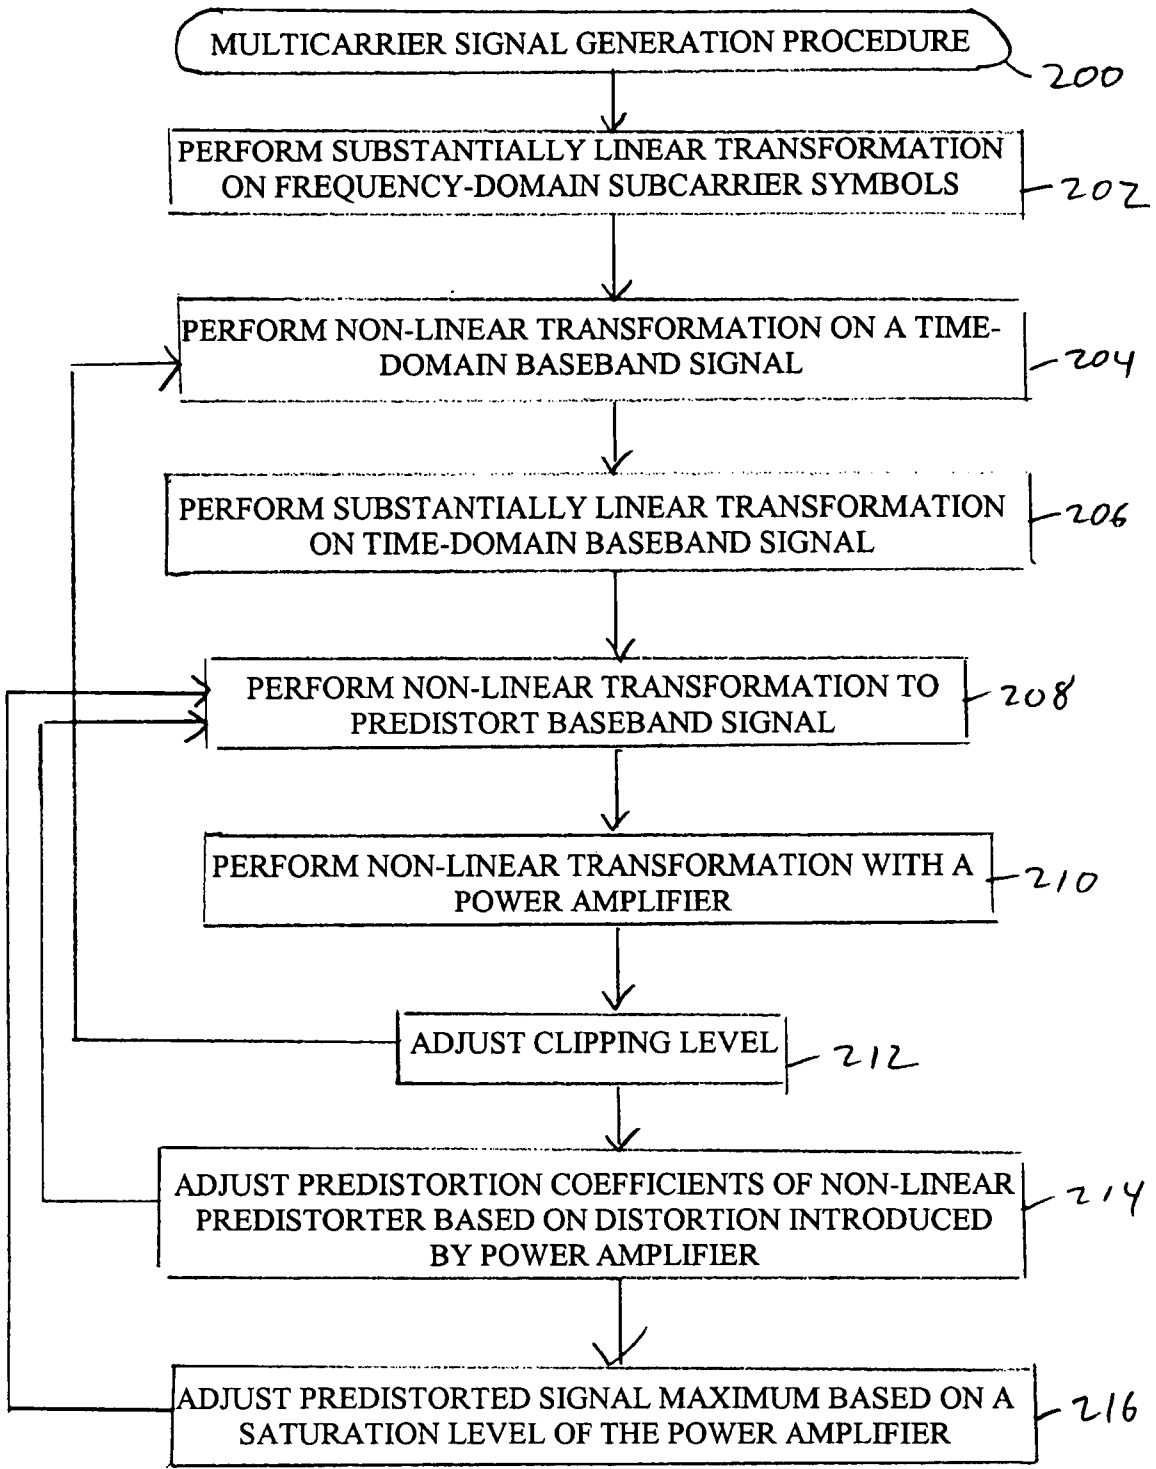 MULTICARRIER SIGNAL GENERATION PROCEDURE
200
PERFORM SUBSTANTIALLY LINEAR TRANSFORMATION
ON FREQUENCY-DOMAIN SUBCARRIER SYMBOLS
202
PERFORM NON-LINEAR TRANSFORMATION ON A TIME-
DOMAIN BASEBAND SIGNAL
204
PERFORM SUBSTANTIALLY LINEAR TRANSFORMATION
ON TIME-DOMAIN BASEBAND SIGNAL
206
PERFORM NON-LINEAR TRANSFORMATION TO
PREDISTORT BASEBAND SIGNAL
208
PERFORM NON-LINEAR TRANSFORMATION WITH A
POWER AMPLIFIER
210
ADJUST CLIPPING LEVEL
212
ADJUST PREDISTORTION COEFFICIENTS OF NON-LINEAR
PREDISTORTER BASED ON DISTORTION INTRODUCED
BY POWER AMPLIFIER
214
ADJUST PREDISTORTED SIGNAL MAXIMUM BASED ON A
SATURATION LEVEL OF THE POWER AMPLIFIER
216